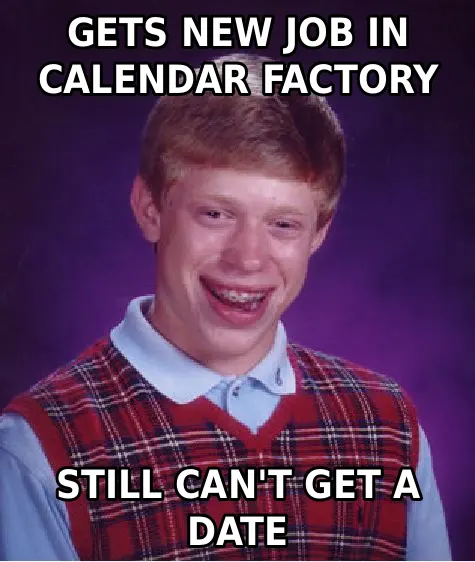 GETS NEW JOB IN
CALENDAR FACTORY
STILL CAN'T GET A
DATE